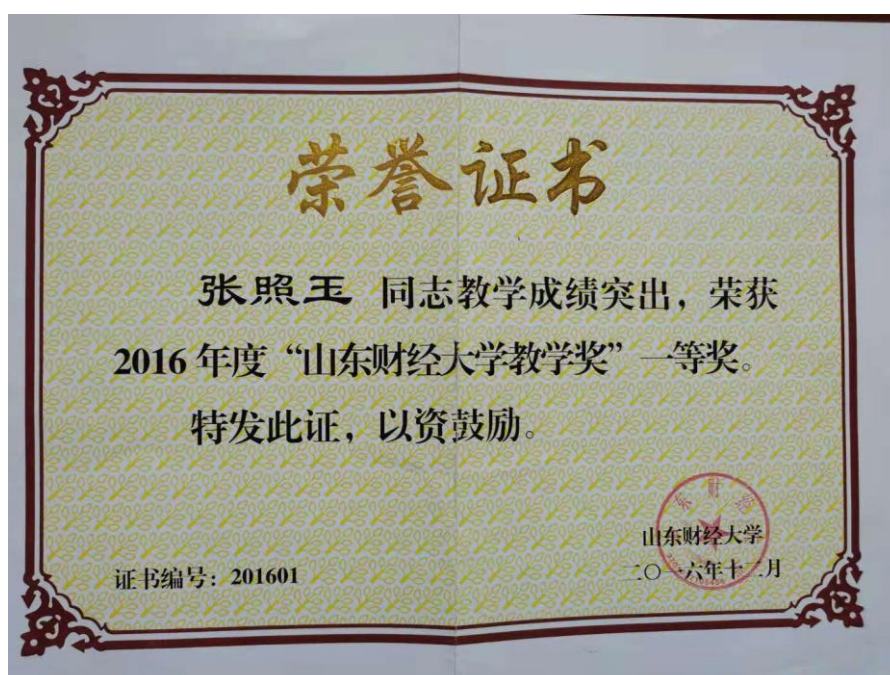 荣誉证书
张照玉 同志教学成绩突出，荣获
2016年度“山东财经大学教学奖”一等奖。
特发此证，以资鼓励。
山东财经大学
证书编号：201601
二〇一六年十二月